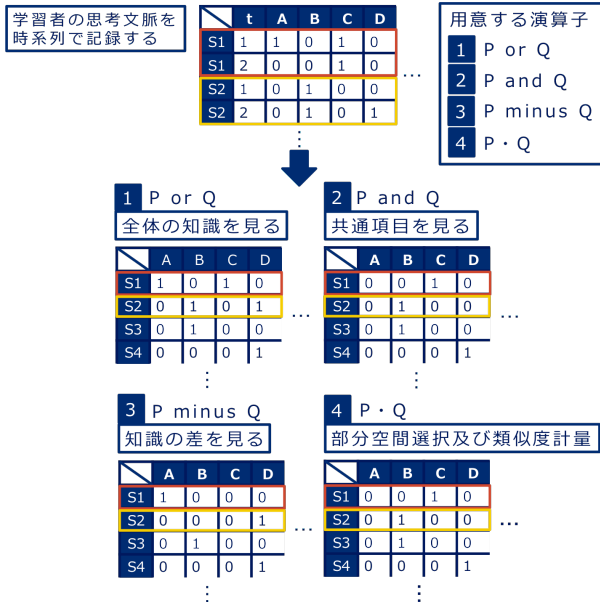 学習者の思考文脈を
時系列で記録する
t A B C D
S1 1 1 0 1 0
S1 2 0 0 1 0
S2 1 0 1 0 0
S2 2 0 1 0 1
…
⋮
用意する演算子
1 P or Q
2 P and Q
3 P minus Q
4 P・Q
1 P or Q
全体の知識を見る
A B C D
S1 1 0 1 0
S2 0 1 0 1
S3 0 1 0 0
S4 0 0 0 1
…
⋮
2 P and Q
共通項目を見る
A B C D
S1 0 0 1 0
S2 0 1 0 0
S3 0 1 0 0
S4 0 0 0 1
…
⋮
3 P minus Q
知識の差を見る
A B C D
S1 1 0 0 0
S2 0 0 0 1
S3 0 1 0 0
S4 0 0 0 1
…
⋮
4 P・Q
部分空間選択及び類似度計量
A B C D
S1 0 0 1 0
S2 0 1 0 0
S3 0 1 0 0
S4 0 0 0 1
…
⋮